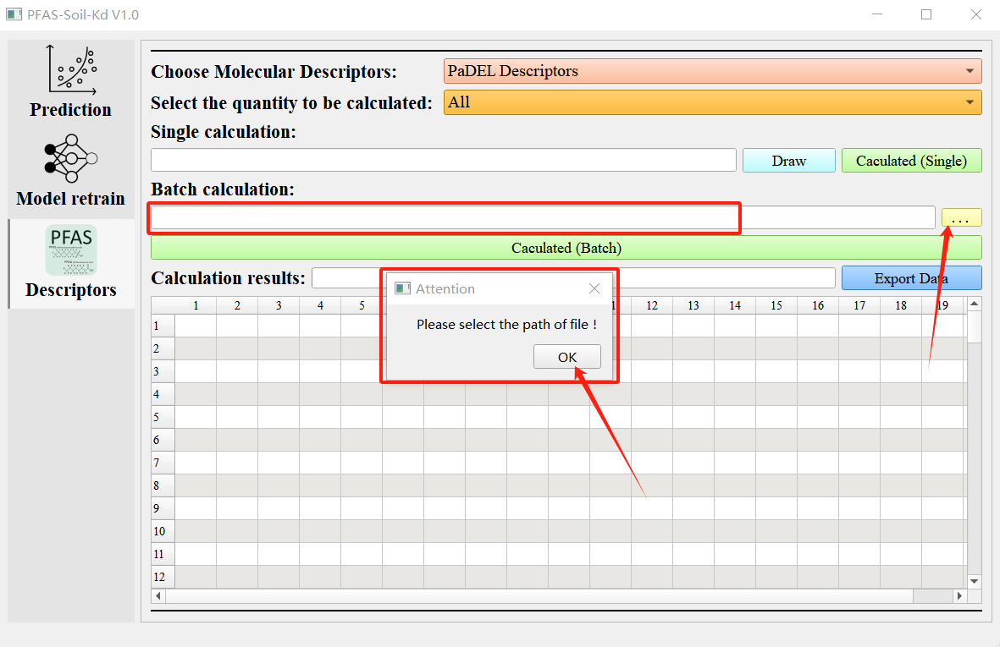 PFAS-Soil-Kd V1.0
Prediction
Model retrain
PFAS
Descriptors
Choose Molecular Descriptors:
PaDEL Descriptors
Select the quantity to be calculated:
All
Single calculation:
Draw
Caculated (Single)
Batch calculation:
...
Caculated (Batch)
Calculation results:
Export Data
Attention
Please select the path of file !
OK
1 2 3 4 5 12 13 14 15 16 17 18 19
1
2
3
4
5
6
7
8
9
10
11
12